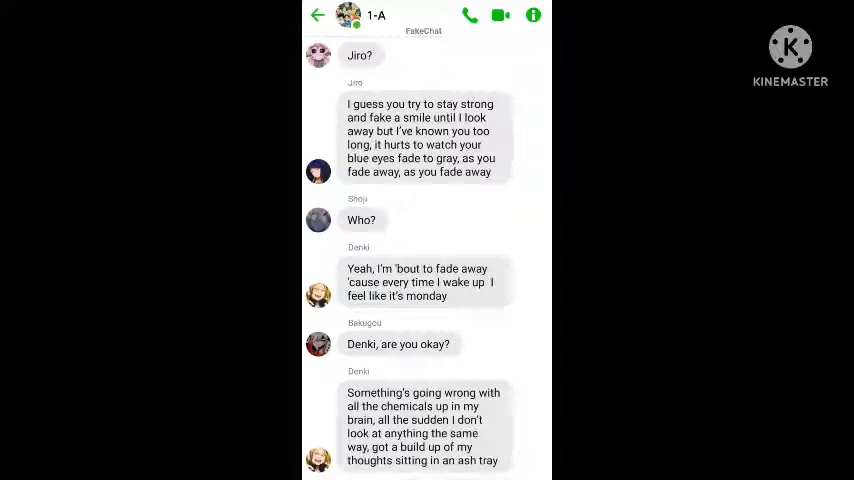 1-A
FakeChat
K
KINEMASTER
Jiro?
Jiro
I guess you try to stay strong
and fake a smile until I look
away but I've known you too
long, it hurts to watch your
blue eyes fade to gray, as you
fade away, as you fade away
Shoji
Who?
Denki
Yeah, I'm 'bout to fade away
'cause every time I wake up I
feel like it's monday
Bakugou
Denki, are you okay?
Denki
Something's going wrong with
all the chemicals up in my
brain, all the sudden I don't
look at anything the same
way, got a build up of my
thoughts sitting in an ash tray